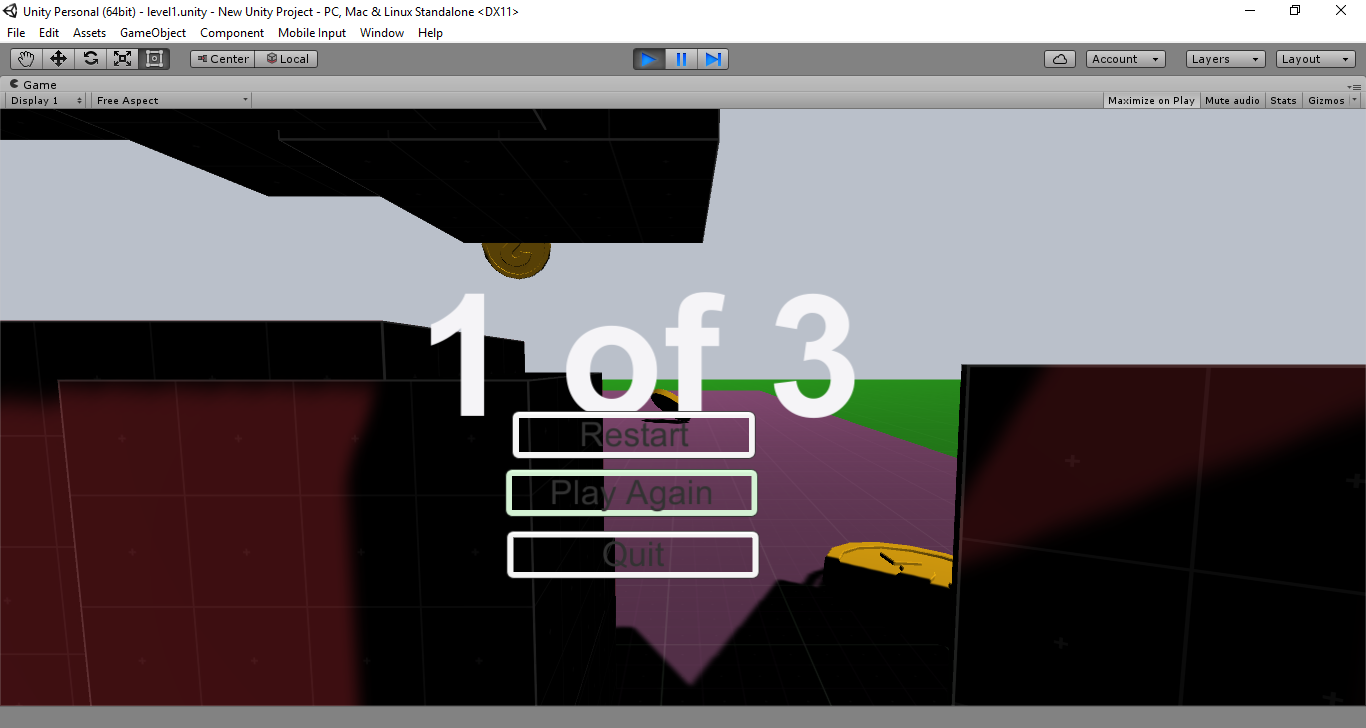 Unity Personal (64bit) - level1.unity - New Unity Project - PC, Mac & Linux Standalone <DX11>
File Edit Assets GameObject Component Mobile Input Window Help
Center Local Account Layers Layout
Game
Display 1 Free Aspect Maximize on Play Mute audio Stats Gizmos
1 of 3
Restart
Play Again
Quit